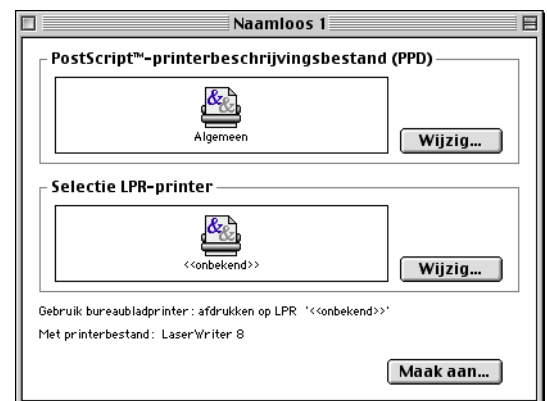 Naamloos 1
PostScript™-printerbeschrijvingsbestand (PPD)
&&
Algemeen
Wijzig...
Selectie LPR-printer
&&
<<onbekend>>
Wijzig...
Gebruik bureaubladprinter: afdrukken op LPR '<<onbekend>>'
Met printerbestand: LaserWriter 8
Maak aan...